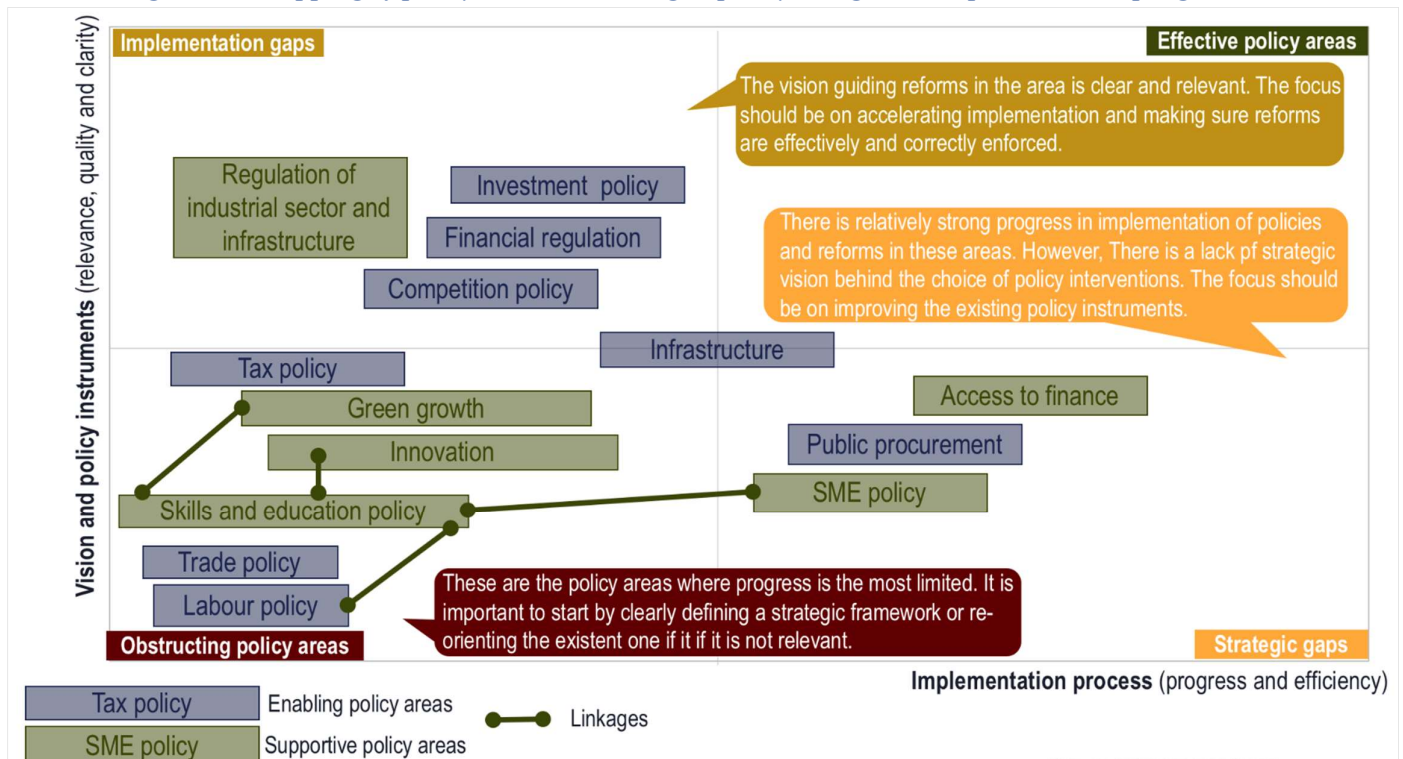 Implementation gaps
Effective policy areas
Vision and policy instruments (relevance, quality and clarity)
The vision guiding reforms in the area is clear and relevant. The focus
should be on accelerating implementation and making sure reforms
are effectively and correctly enforced.
Regulation of
industrial sector and
infrastructure
Investment policy
Financial regulation
Competition policy
There is relatively strong progress in implementation of policies
and reforms in these areas. However, There is a lack pf strategic
vision behind the choice of policy interventions. The focus should
be on improving the existing policy instruments.
Infrastructure
Tax policy
Green growth
Access to finance
Innovation
Public procurement
Skills and education policy
SME policy
Trade policy
Labour policy
These are the policy areas where progress is the most limited. It is
important to start by clearly defining a strategic framework or re-
orienting the existent one if it if it is not relevant.
Obstructing policy areas
Strategic gaps
Implementation process (progress and efficiency)
Tax policy
Enabling policy areas
Linkages
SME policy
Supportive policy areas